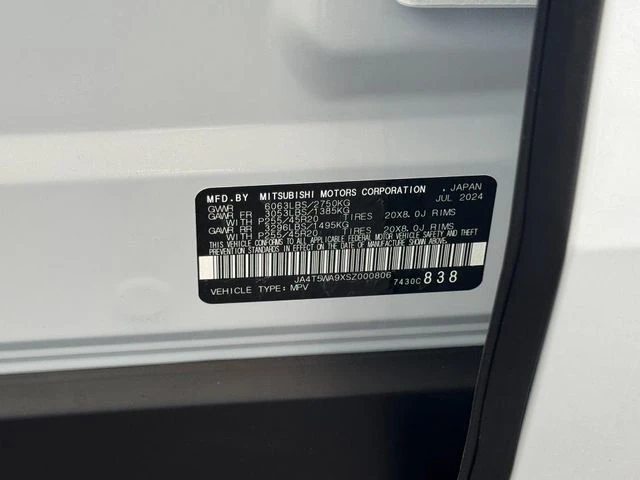 MFD.BY MITSUBISHI MOTORS CORPORATION , JAPAN
GVWR 6063LBS/2750KG JUL 2024
GAWR FR 3053LBS/1385KG
WITH P255/45R20 TIRES 20X8.0J RIMS
GAWR RR 3296LBS/1495KG
WITH P255/45R20 TIRES 20X8.0J RIMS
THIS VEHICLE CONFORMS TO ALL APPLICABLE FEDERAL MOTOR
VEHICLE SAFETY, BUMPER, AND THEFT PREVENTION STANDARDS
IN EFFECT ON THE DATE OF MANUFACTURE SHOWN ABOVE.
JA4T5WA9XSZ000806 7430C 838
VEHICLE TYPE: MPV